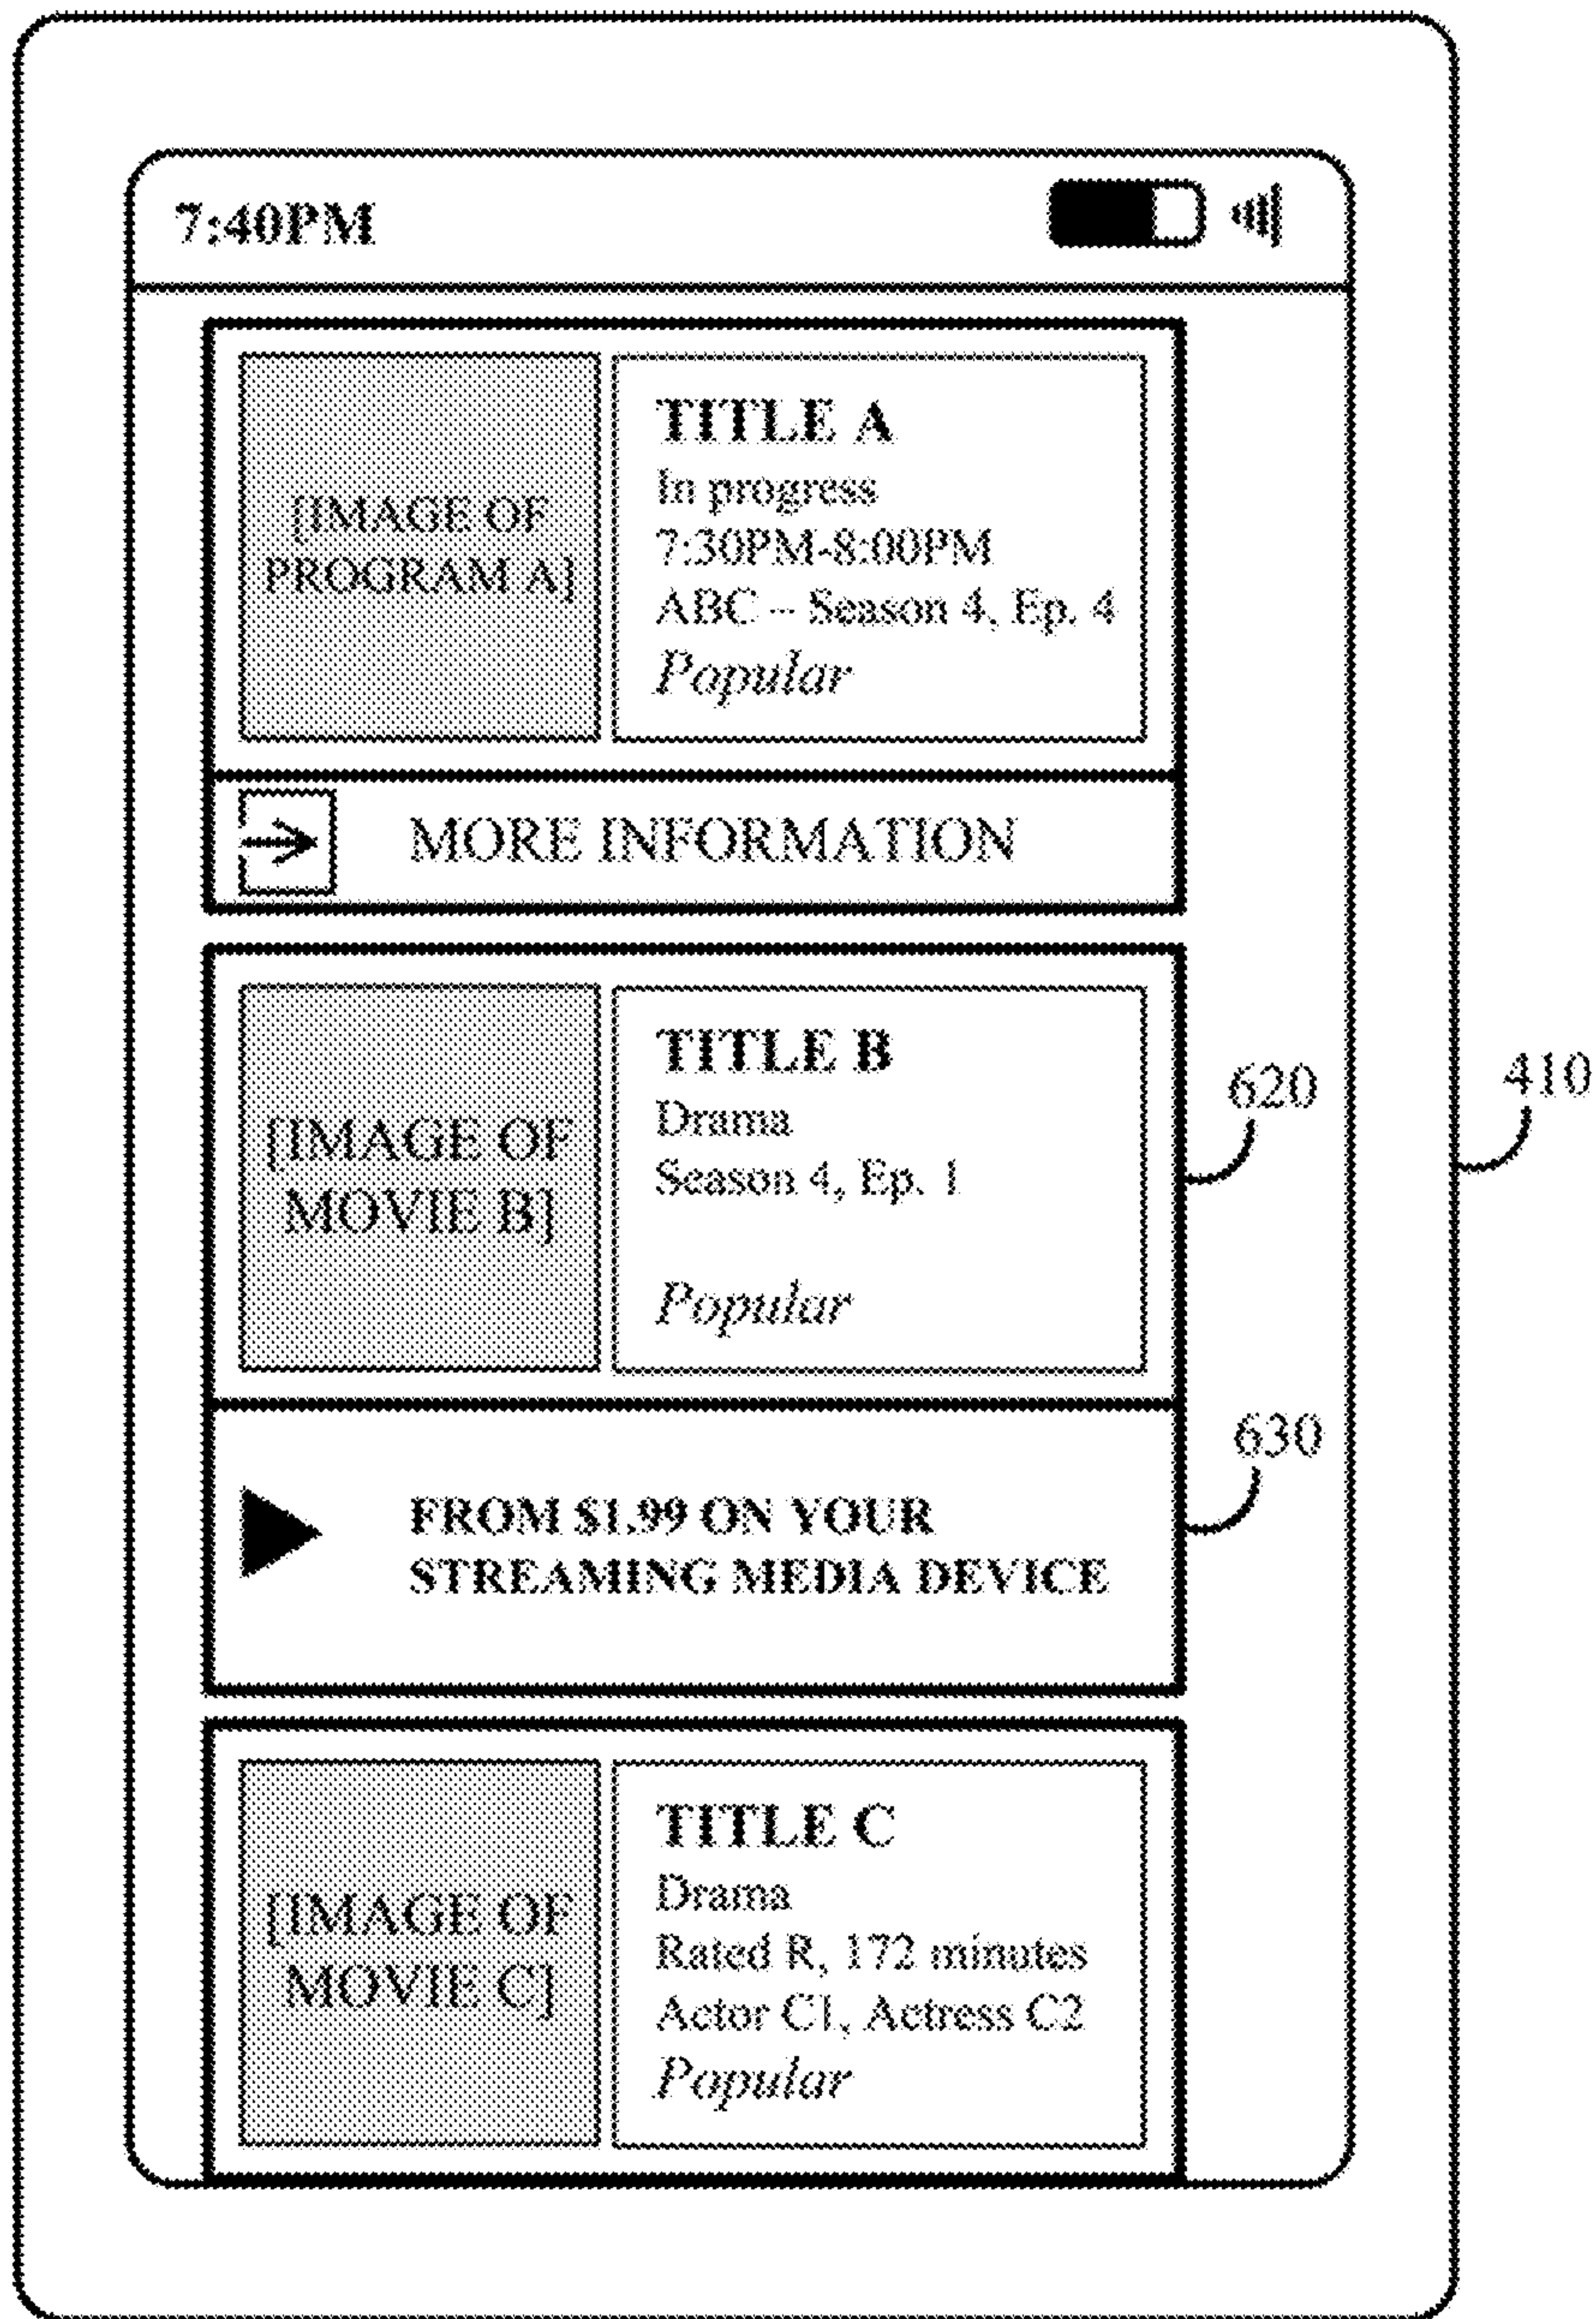 7:40PM
[IMAGE OF
PROGRAM A]
TITLE A
In progress
7:30PM-8:00PM
ABC – Season 4, Ep. 4
Popular
MORE INFORMATION
[IMAGE OF
MOVIE B]
TITLE B
Drama
Season 4, Ep. 1
Popular
620
410
FROM $1.99 ON YOUR
STREAMING MEDIA DEVICE
630
[IMAGE OF
MOVIE C]
TITLE C
Drama
Rated R, 172 minutes
Actor C1, Actress C2
Popular